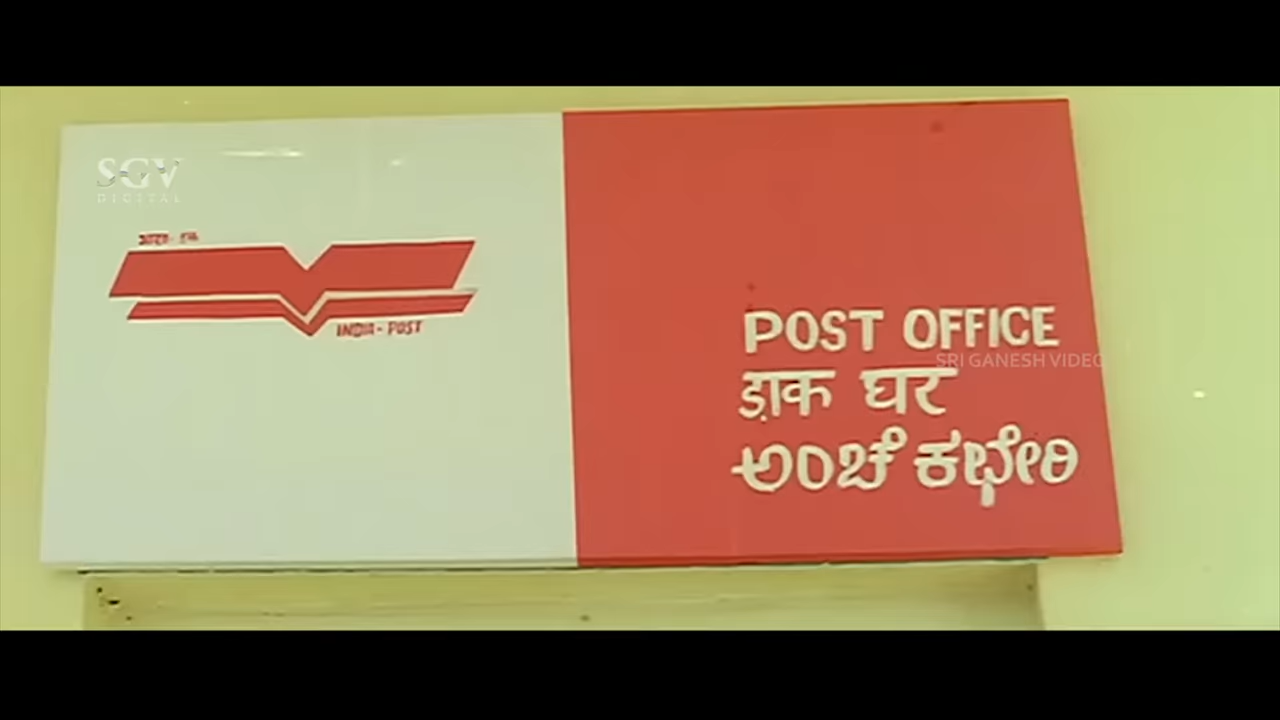 SGV
DIGITAL
INDIA - POST
POST OFFICE
SRI GANESH VIDEO
डाक घर
ಅಂಚೆ ಕಛೇರಿ